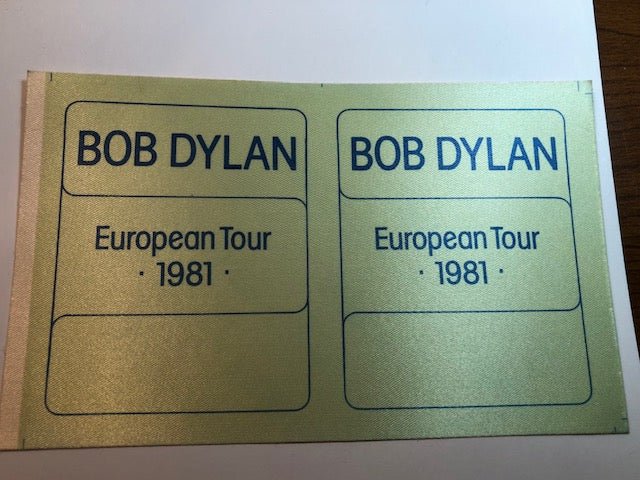 BOB DYLAN
European Tour
· 1981 ·
BOB DYLAN
European Tour
· 1981 ·